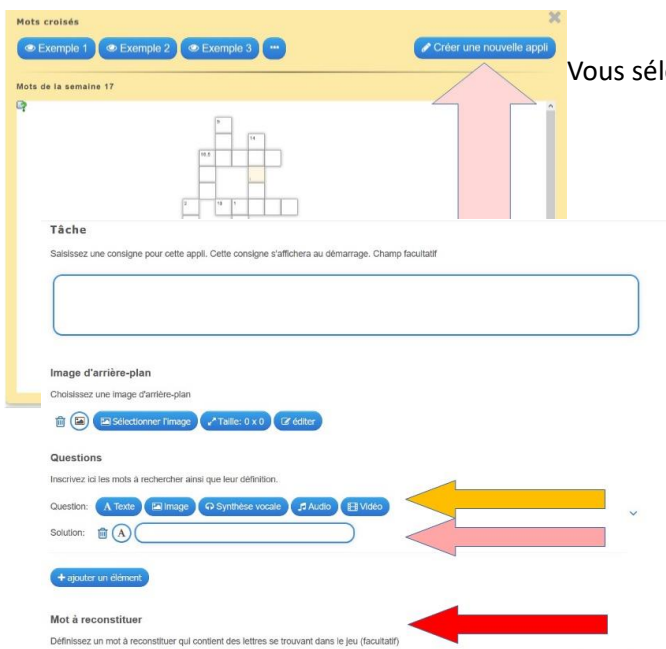 Mots croisés
Exemple 1 Exemple 2 Exemple 3 ••• Créer une nouvelle appli
Vous sél
Mots de la semaine 17
9
14
2
1
Tâche
Saisissez une consigne pour cette appli. Cette consigne s'affichera au démarrage. Champ facultatif
Image d'arrière-plan
Choisissez une image d'arrière-plan
Sélectionner l'image Taille: 0 x 0 éditer
Questions
Inscrivez ici les mots à rechercher ainsi que leur définition.
Question: A Texte Image Synthèse vocale Audio Vidéo
Solution: A
+ ajouter un élément
Mot à reconstituer
Définissez un mot à reconstituer qui contient des lettres se trouvant dans le jeu (facultatif)